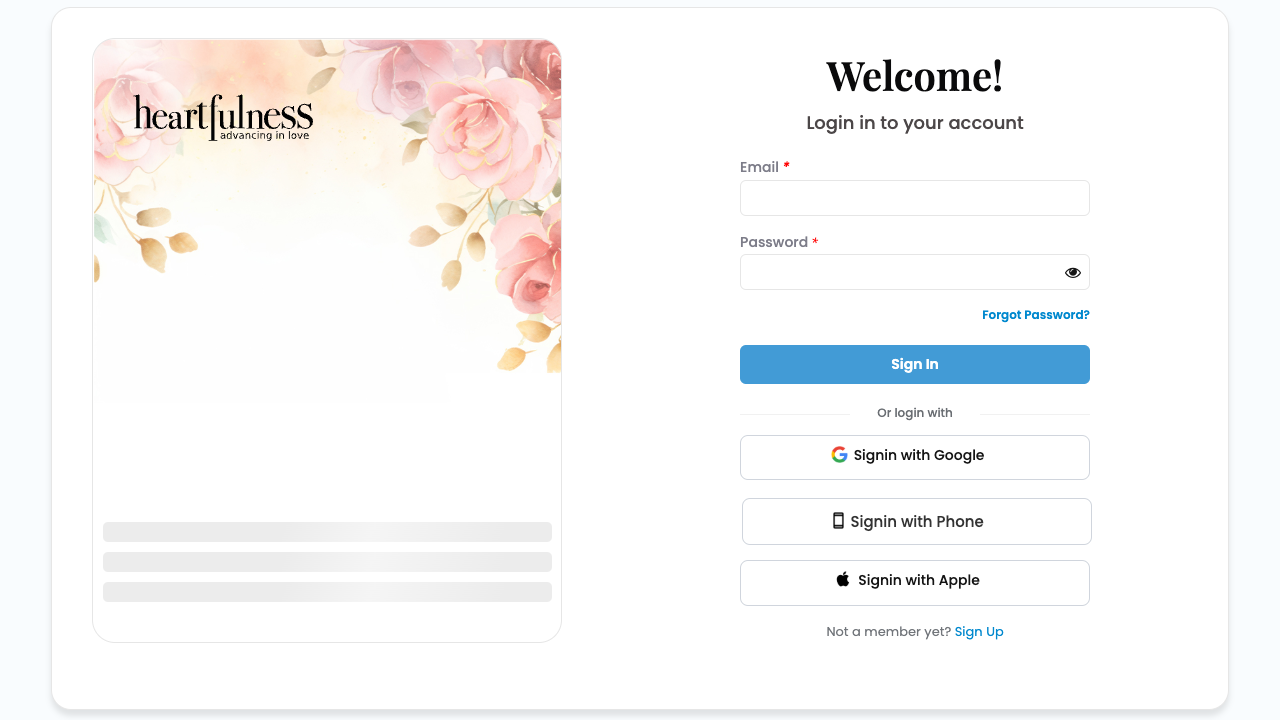 heartfulness
advancing in love
Welcome!
Login in to your account
Email *
Password *
Forgot Password?
Sign In
Or login with
Signin with Google
Signin with Phone
Signin with Apple
Not a member yet? Sign Up